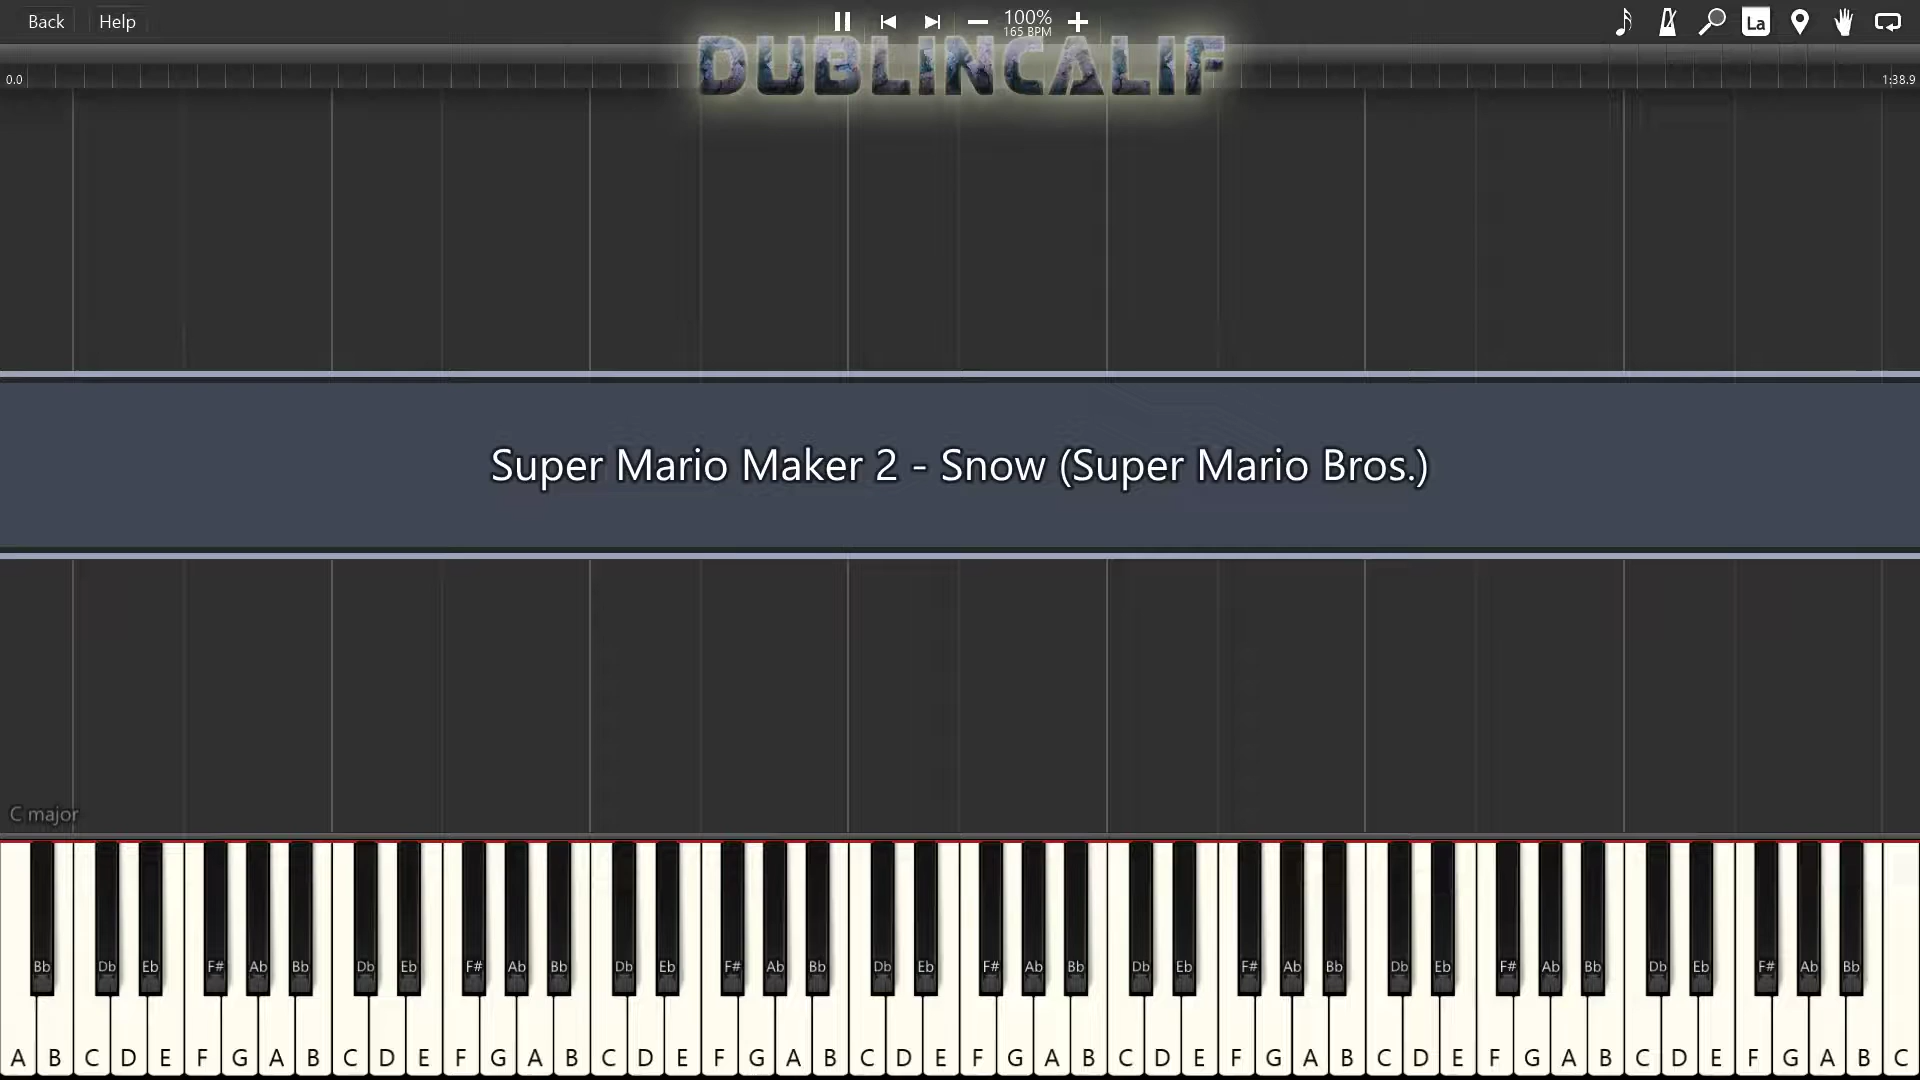 Back Help 100%
165 BPM
DUBLINCALIF
La
0.0 1:38.9
Super Mario Maker 2 - Snow (Super Mario Bros.)
C major
Bb Db Eb F# Ab Bb Db Eb F# Ab Bb Db Eb F# Ab Bb Db Eb F# Ab Bb Db Eb F# Ab Bb Db Eb F# Ab Bb Db Eb F# Ab Bb
A B C D E F G A B C D E F G A B C D E F G A B C D E F G A B C D E F G A B C D E F G A B C D E F G A B C